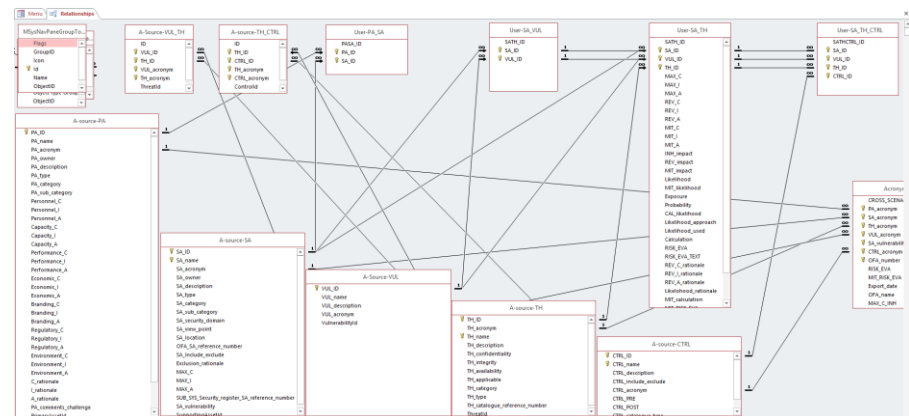 Menu
Relationships
MSysNavPaneGroupTo...
Flags
GroupID
Icon
Id
Name
ObjectID
ObjectID
A-Source-VUL_TH
ID
VUL_ID
TH_ID
VUL_acronym
TH_acronym
ThreatId
A-source-TH_CTRL
ID
CTRL_ID
TH_ID
TH_acronym
CTRL_acronym
ControlId
User-PA_SA
PASA_ID
PA_ID
SA_ID
User-SA_VUL
SA_ID
VUL_ID
User-SA_TH
SATH_ID
SA_ID
VUL_ID
TH_ID
MAX_C
MAX_I
MAX_A
REV_C
REV_I
REV_A
MIT_C
MIT_I
MIT_A
INH_impact
REV_impact
MIT_impact
Likelihood
MIT_likelihood
Exposure
Probability
CAL_likelihood
Likelihood_approach
Likelihood_used
Calculation
RISK_EVA
RISK_EVA_TEXT
REV_C_rationale
REV_I_rationale
REV_A_rationale
Likelihood_rationale
MIT_calculation
User-SA_TH_CTRL
SATHCTRL_ID
SA_ID
VUL_ID
TH_ID
CTRL_ID
A-source-PA
PA_ID
PA_name
PA_acronym
PA_owner
PA_description
PA_type
PA_category
PA_sub_category
Personnel_C
Personnel_I
Personnel_A
Capacity_C
Capacity_I
Capacity_A
Performance_C
Performance_I
Performance_A
Economic_C
Economic_I
Economic_A
Branding_C
Branding_I
Branding_A
Regulatory_C
Regulatory_I
Regulatory_A
Environment_C
Environment_I
Environment_A
C_rationale
I_rationale
A_rationale
PA_comments_challenge
A-source-SA
SA_ID
SA_name
SA_acronym
SA_owner
SA_description
SA_type
SA_category
SA_sub_category
SA_security_domain
SA_view_point
SA_location
OFA_SA_reference_number
SA_include_exclude
Exclusion_rationale
MAX_C
MAX_I
MAX_A
SUB_SYS_Security_register_SA_reference_number
SA_vulnerability
A-Source-VUL
VUL_ID
VUL_name
VUL_description
VUL_acronym
VulnerabilityId
A-source-TH
TH_ID
TH_acronym
TH_name
TH_description
TH_confidentiality
TH_integrity
TH_availability
TH_applicable
TH_category
TH_type
TH_catalogue_reference_number
ThreatId
A-source-CTRL
CTRL_ID
CTRL_name
CTRL_description
CTRL_include_exclude
CTRL_acronym
CTRL_PRE
CTRL_POST
Acronym
CROSS_SCENA
PA_acronym
SA_acronym
TH_acronym
VUL_acronym
SA_vulnerabili
CTRL_acronym
OFA_number
RISK_EVA
MIT_RISK_EVA
Export_date
OFA_name
MAX_C_INH